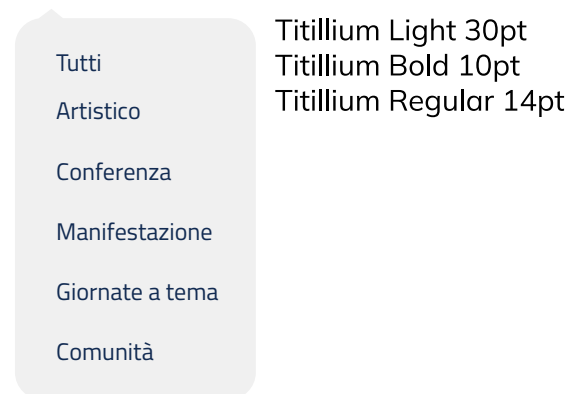 Tutti
Artistico
Conferenza
Manifestazione
Giornate a tema
Comunità
Titillium Light 30pt
Titillium Bold 10pt
Titillium Regular 14pt